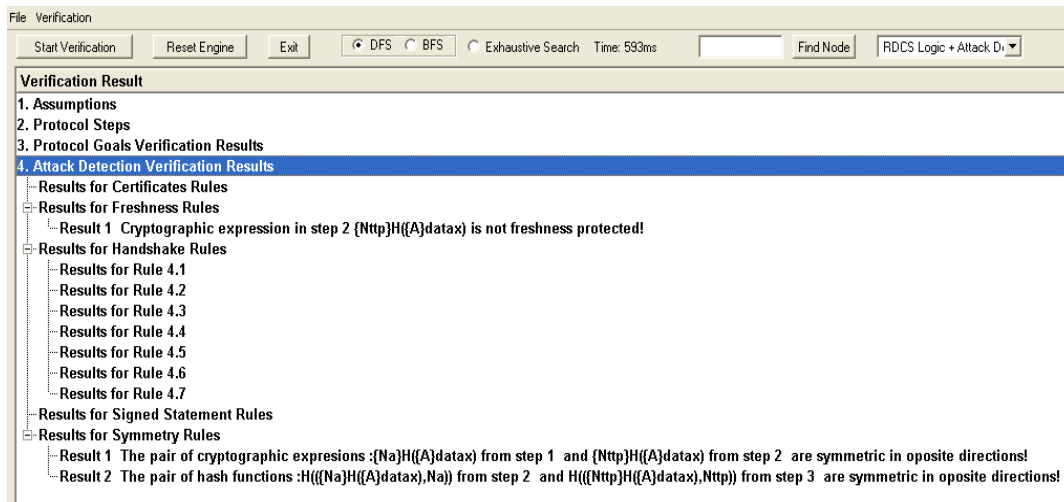 File Verification
Start Verification Reset Engine Exit DFS BFS Exhaustive Search Time: 593ms Find Node RDCS Logic + Attack D
Verification Result
1. Assumptions
2. Protocol Steps
3. Protocol Goals Verification Results
4. Attack Detection Verification Results
Results for Certificates Rules
Results for Freshness Rules
Result 1 Cryptographic expression in step 2 {Nttp}H({A}datax) is not freshness protected!
Results for Handshake Rules
Results for Rule 4.1
Results for Rule 4.2
Results for Rule 4.3
Results for Rule 4.4
Results for Rule 4.5
Results for Rule 4.6
Results for Rule 4.7
Results for Signed Statement Rules
Results for Symmetry Rules
Result 1 The pair of cryptographic expresions :{Na}H({A}datax) from step 1 and {Nttp}H({A}datax) from step 2 are symmetric in oposite directions!
Result 2 The pair of hash functions :H(({Na}H({A}datax),Na)) from step 2 and H(({Nttp}H({A}datax),Nttp)) from step 3 are symmetric in oposite directions!